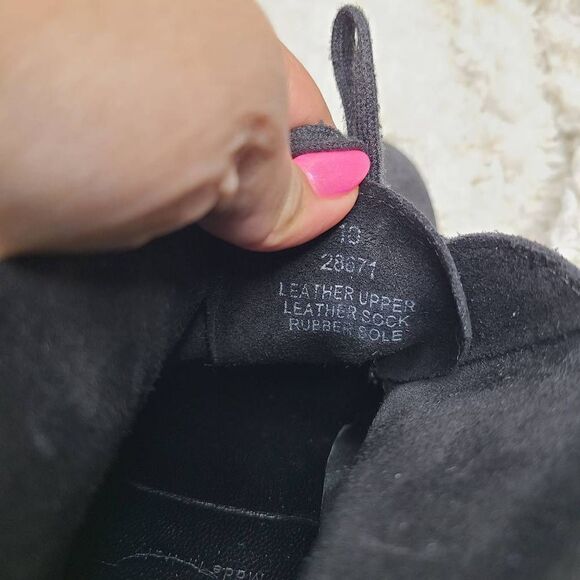 10
28671
LEATHER UPPER
LEATHER SOCK
RUBBER SOLE